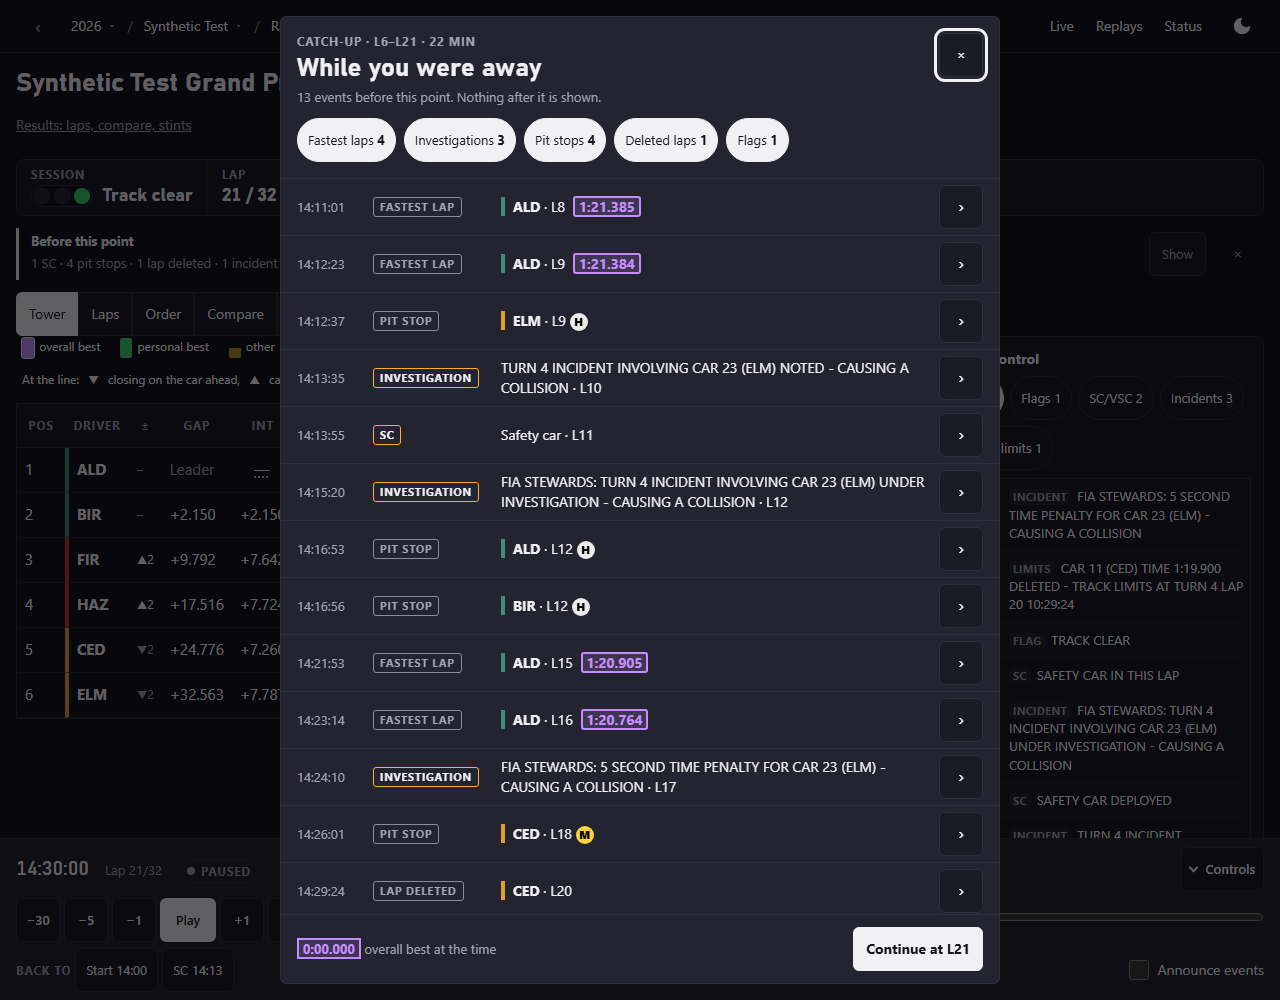 2026
/
Synthetic Test
/
Live
Replays
Status
Synthetic Test Grand P
Results: laps, compare, stints
SESSION
Track clear
LAP
21 / 32
Before this point
1 SC · 4 pit stops · 1 lap deleted · 1 incident
Show
×
Tower
Laps
Order
Compare
overall best
personal best
other
At the line: ▼ closing on the car ahead, ▲ ca
POS DRIVER ± GAP INT
1 ALD – Leader
2 BIR – +2.150 +2.150
3 FIR ▲2 +9.792 +7.642
4 HAZ ▲2 +17.516 +7.724
5 CED ▼2 +24.776 +7.260
6 ELM ▼2 +32.563 +7.787
CATCH-UP · L6–L21 · 22 MIN
While you were away
×
13 events before this point. Nothing after it is shown.
Fastest laps 4
Investigations 3
Pit stops 4
Deleted laps 1
Flags 1
14:11:01 FASTEST LAP ALD · L8 1:21.385 ›
14:12:23 FASTEST LAP ALD · L9 1:21.384 ›
14:12:37 PIT STOP ELM · L9 H ›
14:13:35 INVESTIGATION TURN 4 INCIDENT INVOLVING CAR 23 (ELM) NOTED - CAUSING A
COLLISION · L10 ›
14:13:55 SC Safety car · L11 ›
14:15:20 INVESTIGATION FIA STEWARDS: TURN 4 INCIDENT INVOLVING CAR 23 (ELM) UNDER
INVESTIGATION - CAUSING A COLLISION · L12 ›
14:16:53 PIT STOP ALD · L12 H ›
14:16:56 PIT STOP BIR · L12 H ›
14:21:53 FASTEST LAP ALD · L15 1:20.905 ›
14:23:14 FASTEST LAP ALD · L16 1:20.764 ›
14:24:10 INVESTIGATION FIA STEWARDS: 5 SECOND TIME PENALTY FOR CAR 23 (ELM) -
CAUSING A COLLISION · L17 ›
14:26:01 PIT STOP CED · L18 M ›
14:29:24 LAP DELETED CED · L20 ›
0:00.000 overall best at the time
Continue at L21
ontrol
Flags 1
SC/VSC 2
Incidents 3
limits 1
INCIDENT FIA STEWARDS: 5 SECOND
TIME PENALTY FOR CAR 23 (ELM) -
CAUSING A COLLISION
LIMITS CAR 11 (CED) TIME 1:19.900
DELETED - TRACK LIMITS AT TURN 4 LAP
20 10:29:24
FLAG TRACK CLEAR
SC SAFETY CAR IN THIS LAP
INCIDENT FIA STEWARDS: TURN 4
INCIDENT INVOLVING CAR 23 (ELM)
UNDER INVESTIGATION - CAUSING A
COLLISION
SC SAFETY CAR DEPLOYED
INCIDENT TURN 4 INCIDENT
14:30:00 Lap 21/32 PAUSED
Controls
−30
−5
−1
Play
+1
BACK TO
Start 14:00
SC 14:13
Announce events